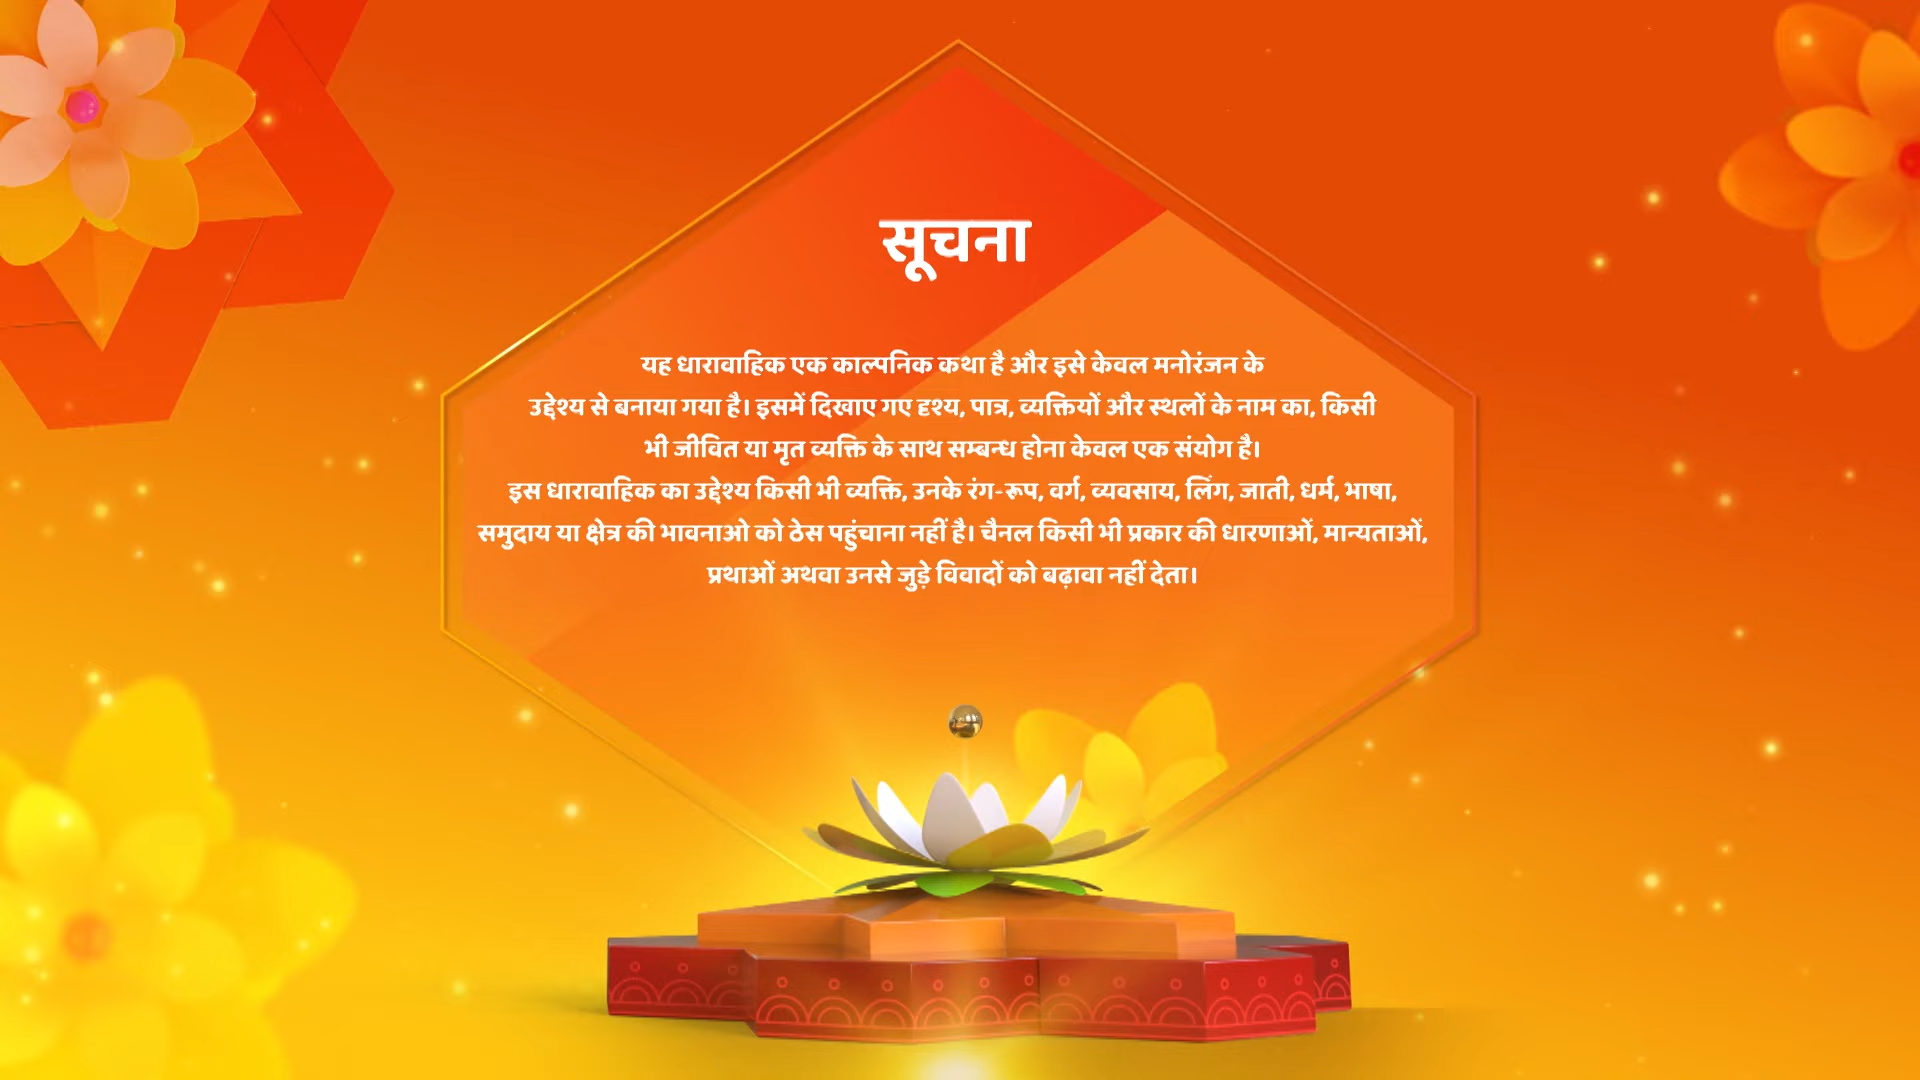 सूचना
यह धारावाहिक एक काल्पनिक कथा है और इसे केवल मनोरंजन के
उद्देश्य से बनाया गया है। इसमें दिखाए गए दृश्य, पात्र, व्यक्तियों और स्थलों के नाम का, किसी
भी जीवित या मृत व्यक्ति के साथ सम्बन्ध होना केवल एक संयोग है।
इस धारावाहिक का उद्देश्य किसी भी व्यक्ति, उनके रंग-रूप, वर्ग, व्यवसाय, लिंग, जाती, धर्म, भाषा,
समुदाय या क्षेत्र की भावनाओ को ठेस पहुंचाना नहीं है। चैनल किसी भी प्रकार की धारणाओं, मान्यताओं,
प्रथाओं अथवा उनसे जुड़े विवादों को बढ़ावा नहीं देता।